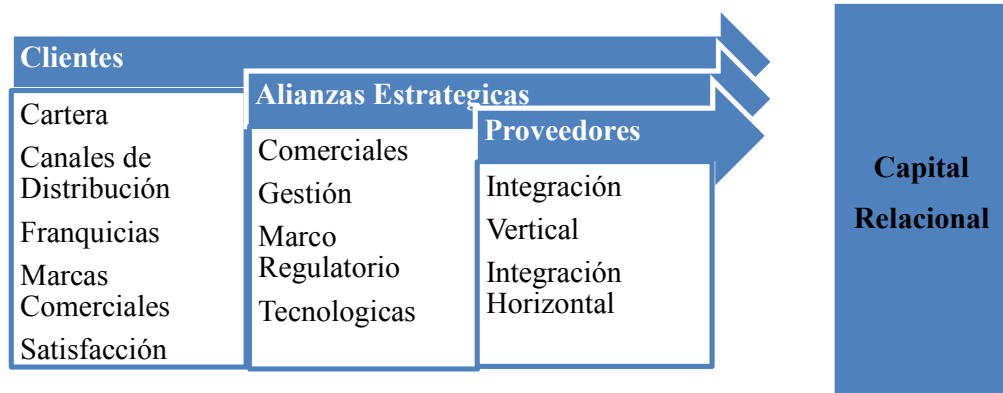 Clientes
Cartera
Canales de
Distribución
Franquicias
Marcas
Comerciales
Satisfacción
Alianzas Estrategicas
Comerciales
Gestión
Marco
Regulatorio
Tecnologicas
Proveedores
Integración
Vertical
Integración
Horizontal
Capital
Relacional